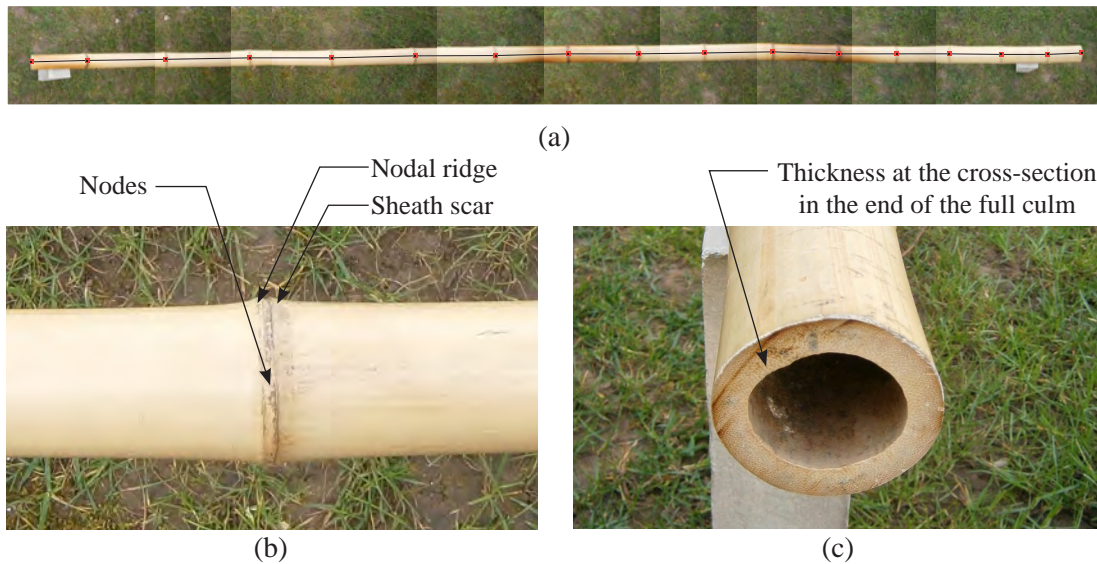 (a)
Nodal ridge
Nodes
Sheath scar
Thickness at the cross-section
in the end of the full culm
(b)
(c)